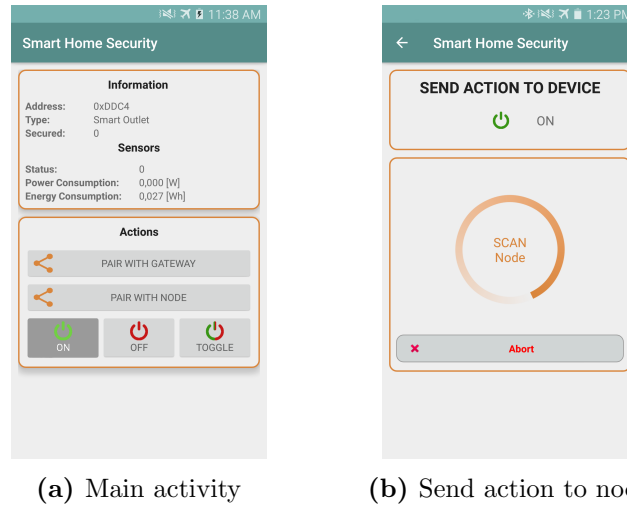 11:38 AM
Smart Home Security
Information
Address: 0xDDC4
Type: Smart Outlet
Secured: 0
Sensors
Status: 0
Power Consumption: 0,000 [W]
Energy Consumption: 0,027 [Wh]
Actions
PAIR WITH GATEWAY
PAIR WITH NODE
ON OFF TOGGLE
(a) Main activity
1:23 PM
Smart Home Security
SEND ACTION TO DEVICE
ON
SCAN
Node
Abort
(b) Send action to